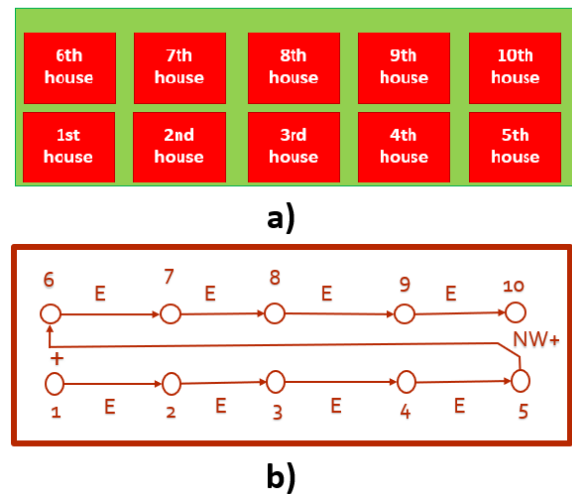 6th house
7th house
8th house
9th house
10th house
1st house
2nd house
3rd house
4th house
5th house
a)
6 7 8 9 10
E E E E
NW+
+
1 2 3 4 5
E E E E
b)